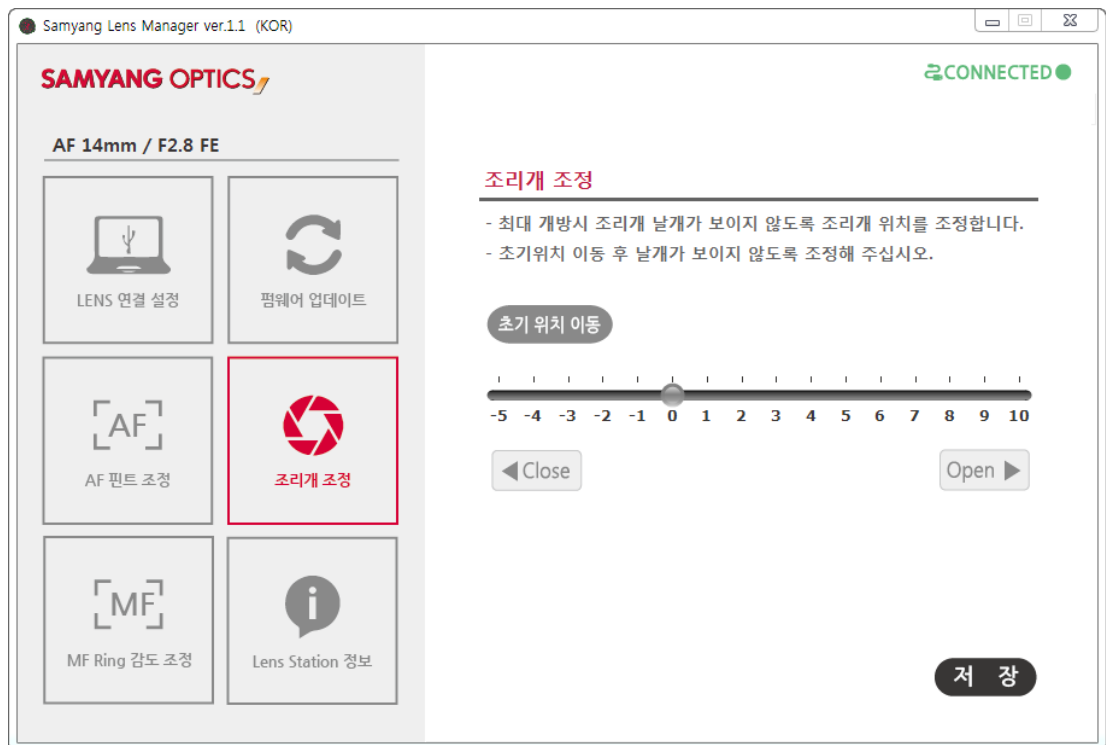 Samyang Lens Manager ver.1.1 (KOR)
SAMYANG OPTICS
CONNECTED
AF 14mm / F2.8 FE
LENS 연결 설정
펌웨어 업데이트
AF
AF 핀트 조정
조리개 조정
MF
MF Ring 감도 조정
i
Lens Station 정보
조리개 조정
- 최대 개방시 조리개 날개가 보이지 않도록 조리개 위치를 조정합니다.
- 초기위치 이동 후 날개가 보이지 않도록 조정해 주십시오.
초기 위치 이동
-5 -4 -3 -2 -1 0 1 2 3 4 5 6 7 8 9 10
Close
Open
저 장